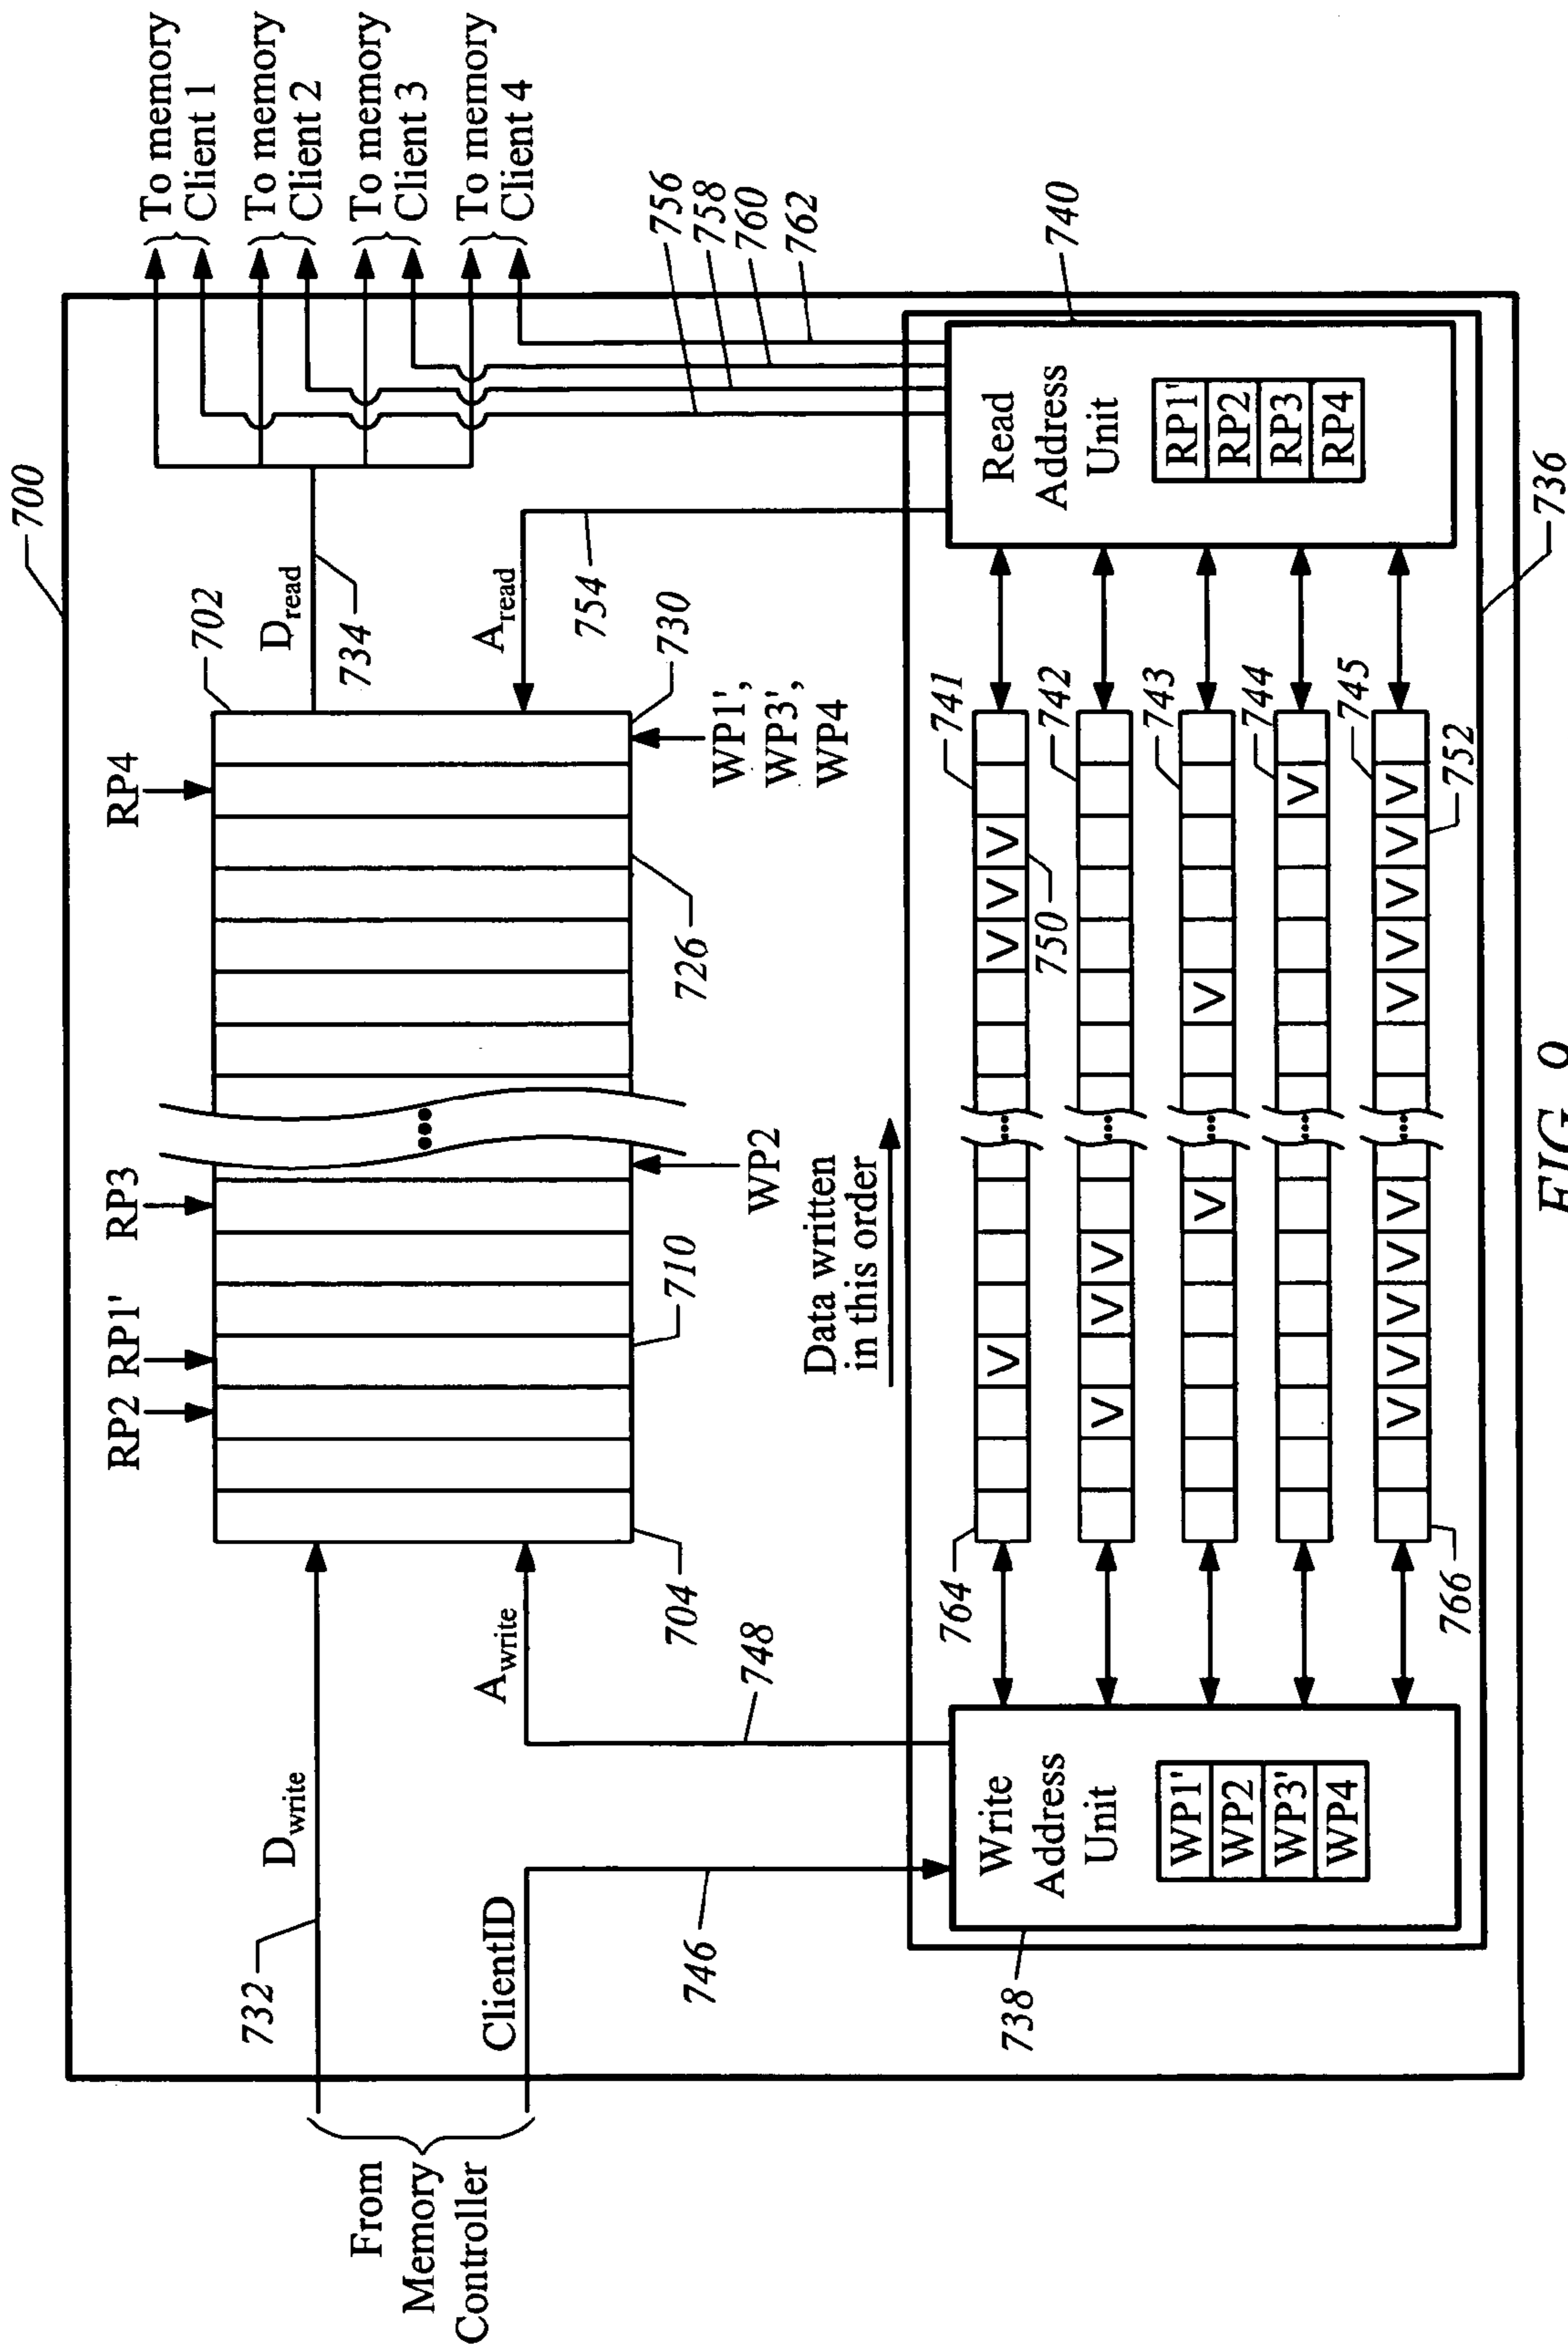 700
To memory
Client 1
To memory
Client 2
To memory
Client 3
To memory
Client 4
RP2
RP1'
RP3
RP4
702
732
Dwrite
Dread
734
From
Memory
Controller
ClientID
Awrite
Aread
754
704
710
726
730
WP2
WP1',
WP3',
WP4
746
748
756
758
760
762
Data written
in this order
738
740
Write
Address
Unit
WP1'
WP2
WP3'
WP4
764
741
V V V V
750
742
V V V
743
V V
744
V
745
V V V V V V V V V
766
752
Read
Address
Unit
RP1'
RP2
RP3
RP4
736
FIG_